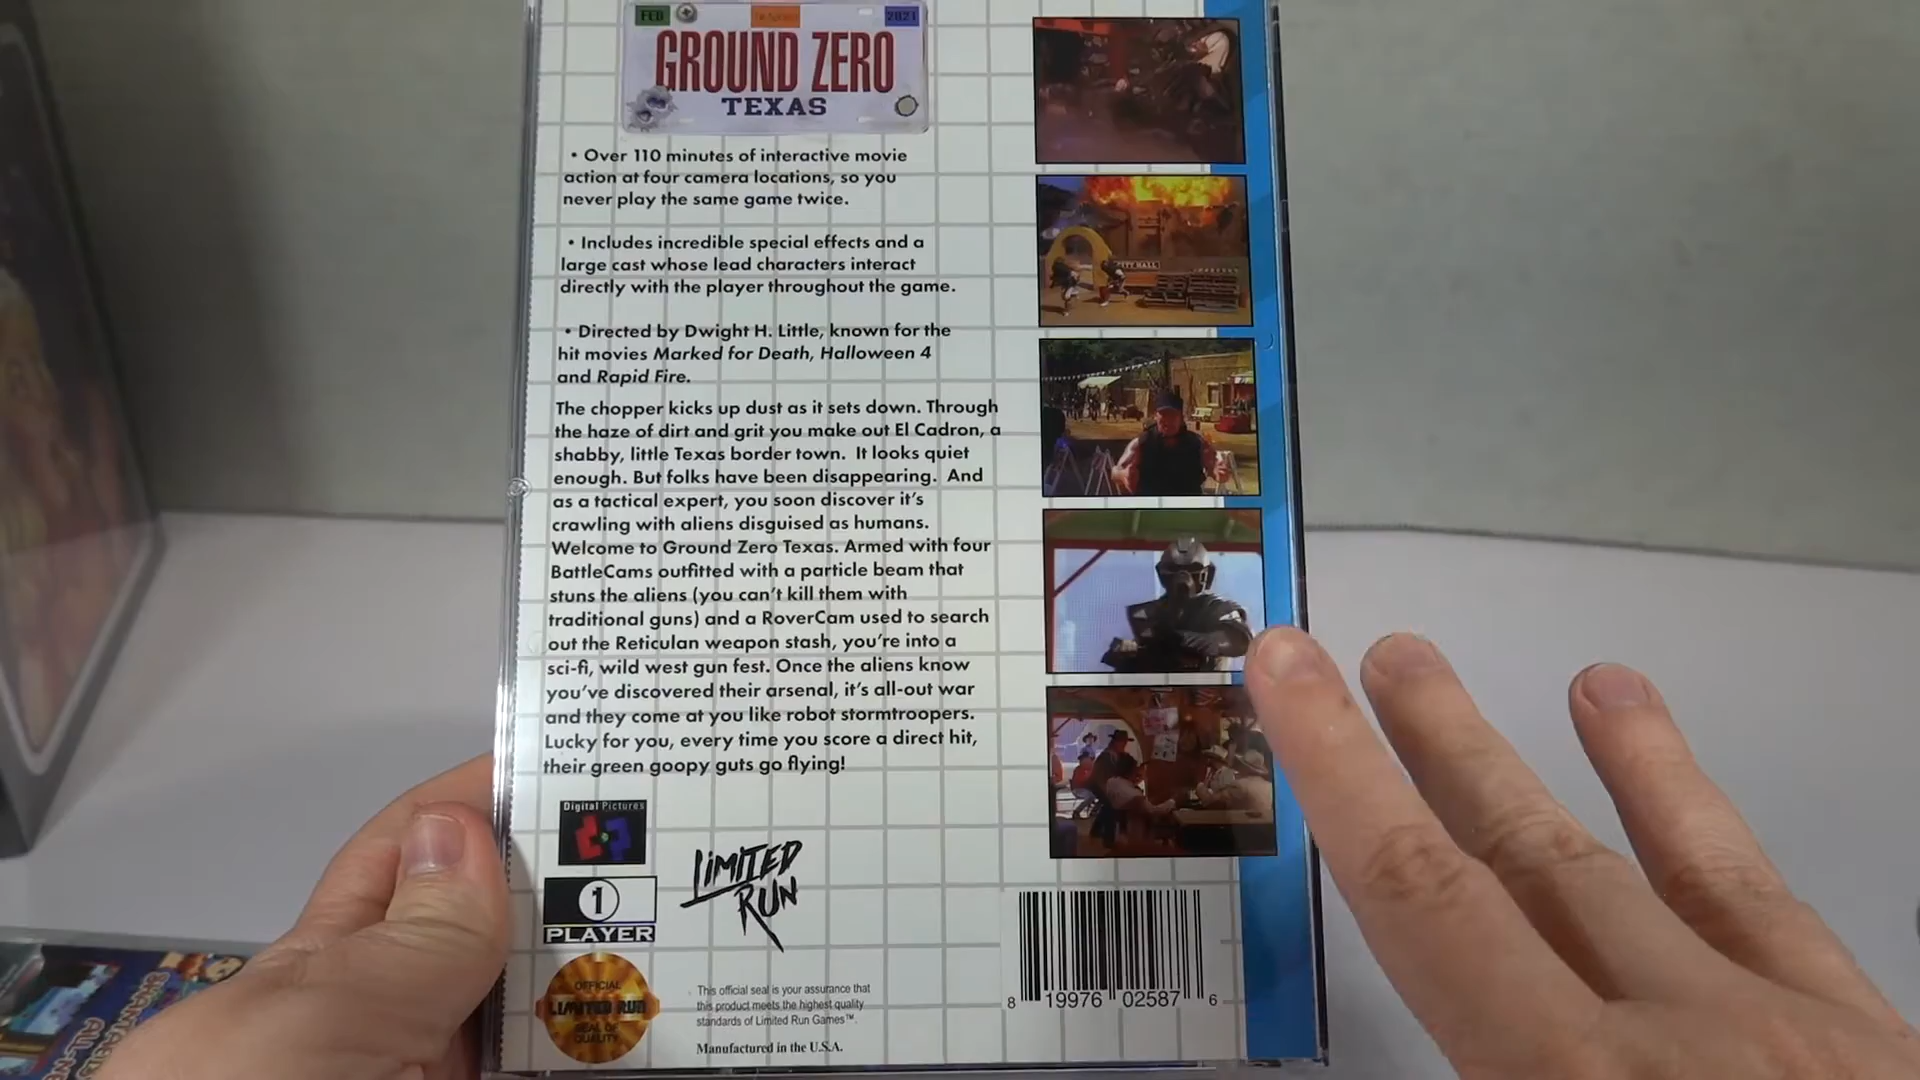 FEB
2021
GROUND ZERO
TEXAS
• Over 110 minutes of interactive movie
action at four camera locations, so you
never play the same game twice.
• Includes incredible special effects and a
large cast whose lead characters interact
directly with the player throughout the game.
• Directed by Dwight H. Little, known for the
hit movies Marked for Death, Halloween 4
and Rapid Fire.
The chopper kicks up dust as it sets down. Through
the haze of dirt and grit you make out El Cadron, a
shabby, little Texas border town. It looks quiet
enough. But folks have been disappearing. And
as a tactical expert, you soon discover it's
crawling with aliens disguised as humans.
Welcome to Ground Zero Texas. Armed with four
BattleCams outfitted with a particle beam that
stuns the aliens (you can't kill them with
traditional guns) and a RoverCam used to search
out the Reticulan weapon stash, you're into a
sci-fi, wild west gun fest. Once the aliens know
you've discovered their arsenal, it's all-out war
and they come at you like robot stormtroopers.
Lucky for you, every time you score a direct hit,
their green goopy guts go flying!
CITY HALL
Digital Pictures
1
PLAYER
LIMITED
RUN
OFFICIAL
LIMITED RUN
SEAL OF
QUALITY
This official seal is your assurance that
this product meets the highest quality
standards of Limited Run Games™.
Manufactured in the U.S.A.
8 19976 02587 6